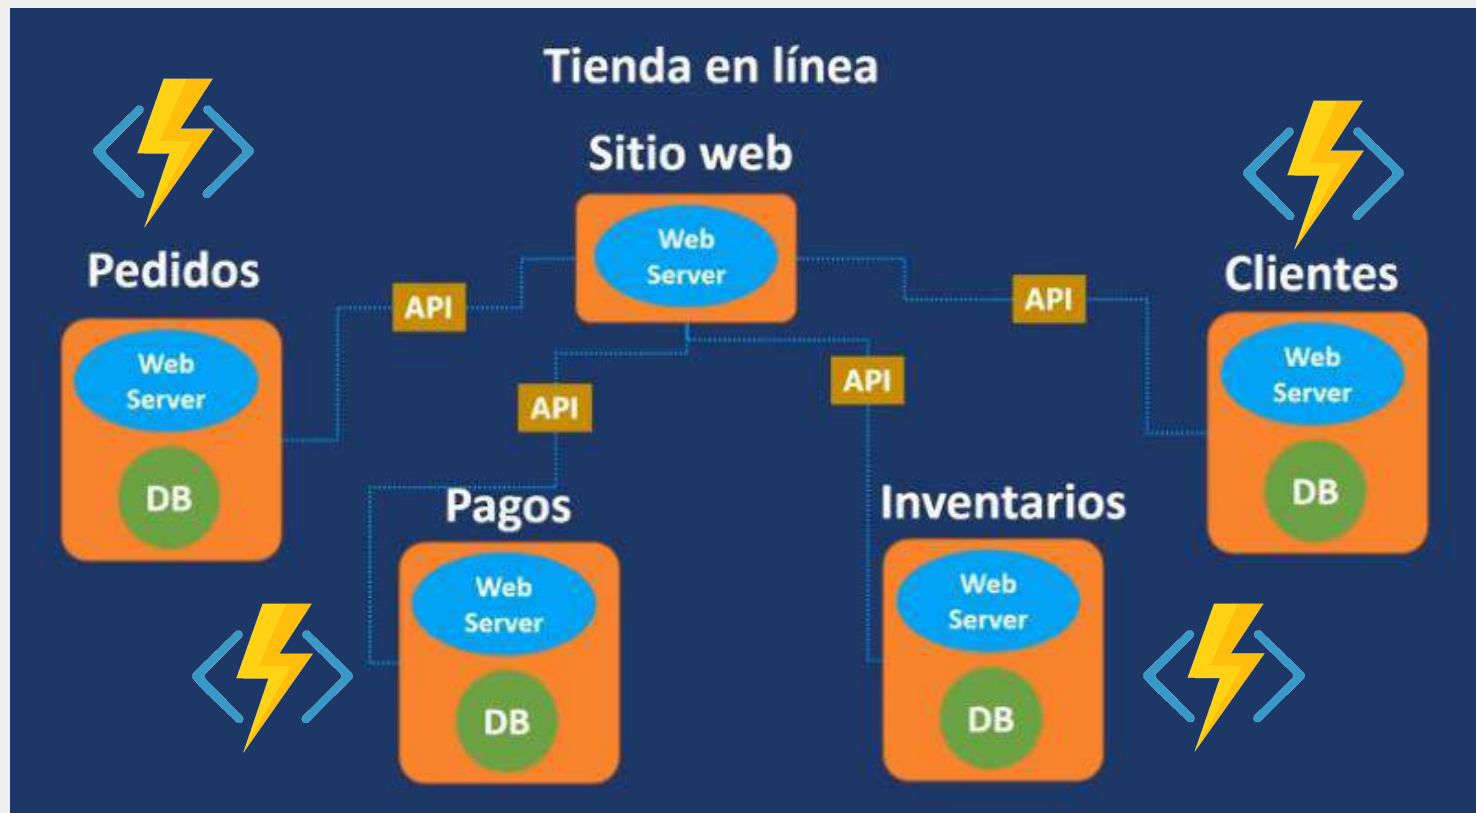 Tienda en línea
Sitio web
Web
Server
Pedidos
Web
Server
DB
API
API
API
API
Clientes
Web
Server
DB
Pagos
Web
Server
DB
Inventarios
Web
Server
DB